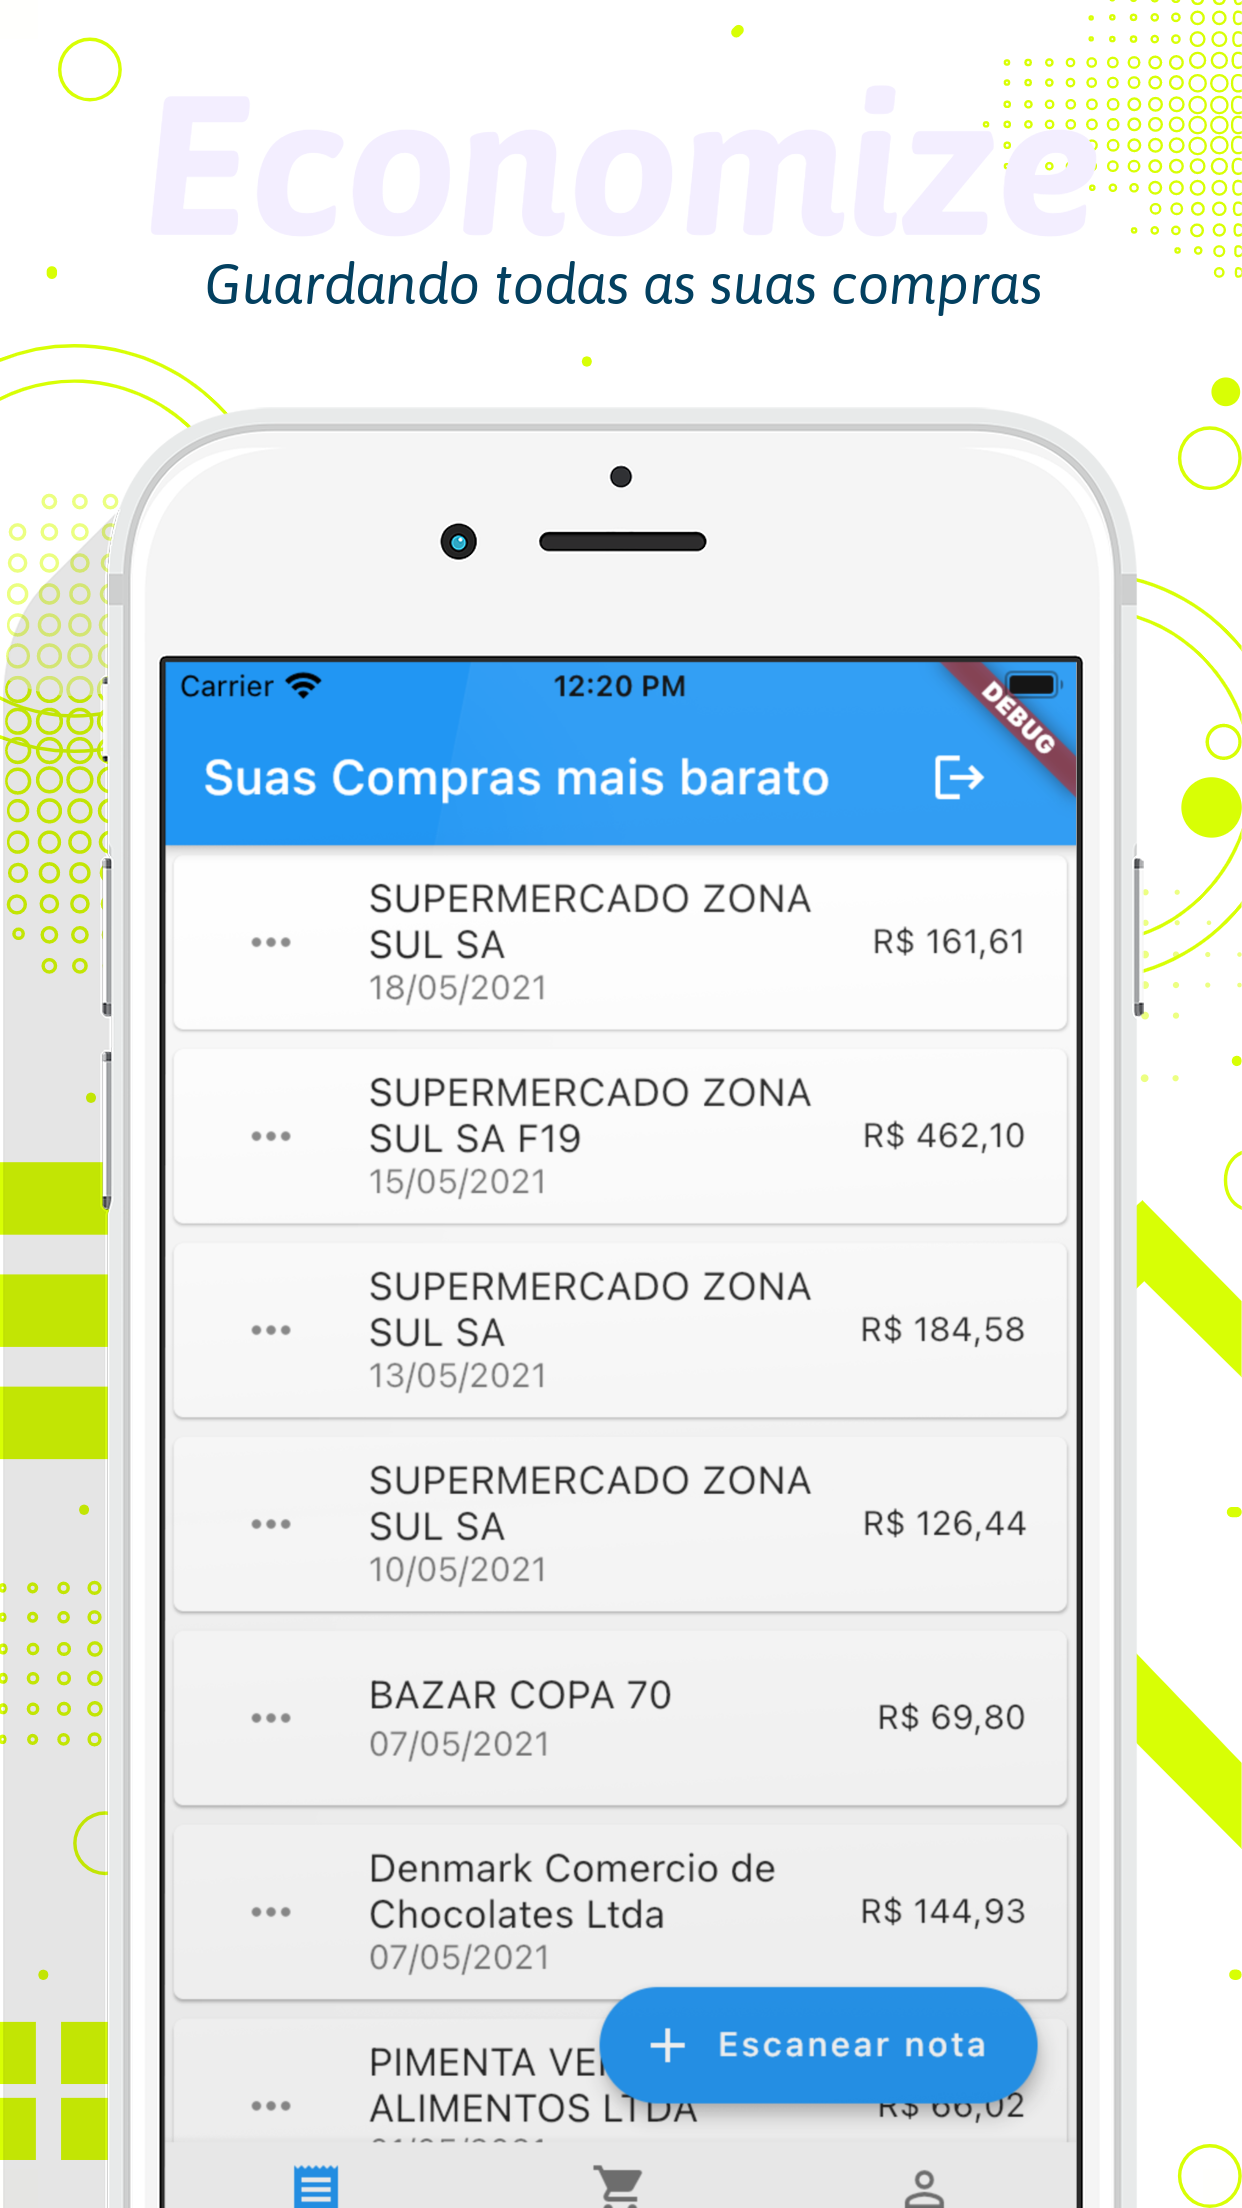 Economize
Guardando todas as suas compras
Carrier
12:20 PM
DEBUG
Suas Compras mais barato
SUPERMERCADO ZONA
SUL SA
18/05/2021
R$ 161,61
SUPERMERCADO ZONA
SUL SA F19
15/05/2021
R$ 462,10
SUPERMERCADO ZONA
SUL SA
13/05/2021
R$ 184,58
SUPERMERCADO ZONA
SUL SA
10/05/2021
R$ 126,44
BAZAR COPA 70
07/05/2021
R$ 69,80
Denmark Comercio de
Chocolates Ltda
07/05/2021
R$ 144,93
PIMENTA
ALIMENTOS LTDA
R$ 66,02
+ Escanear nota